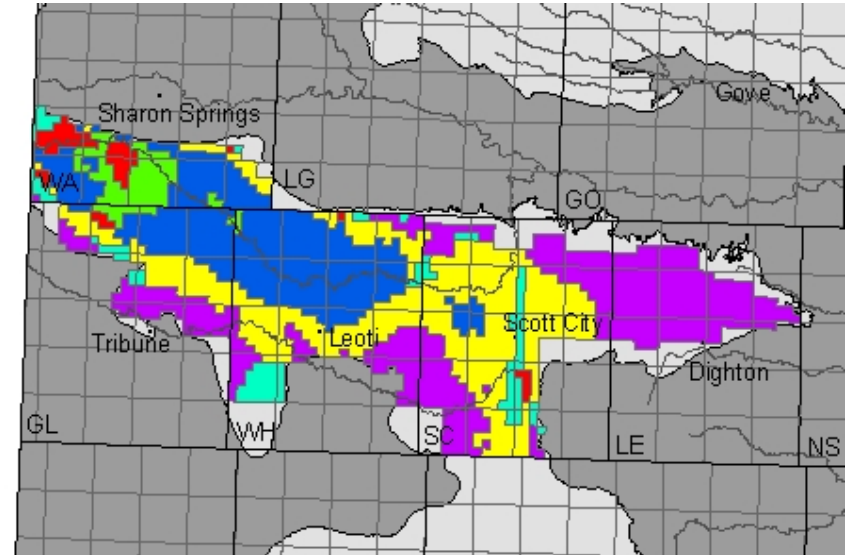 Gove
Sharon Springs
WA
LG
GO
Scott City
Tribune
Leoti
Dighton
GL
WH
SC
LE
NS